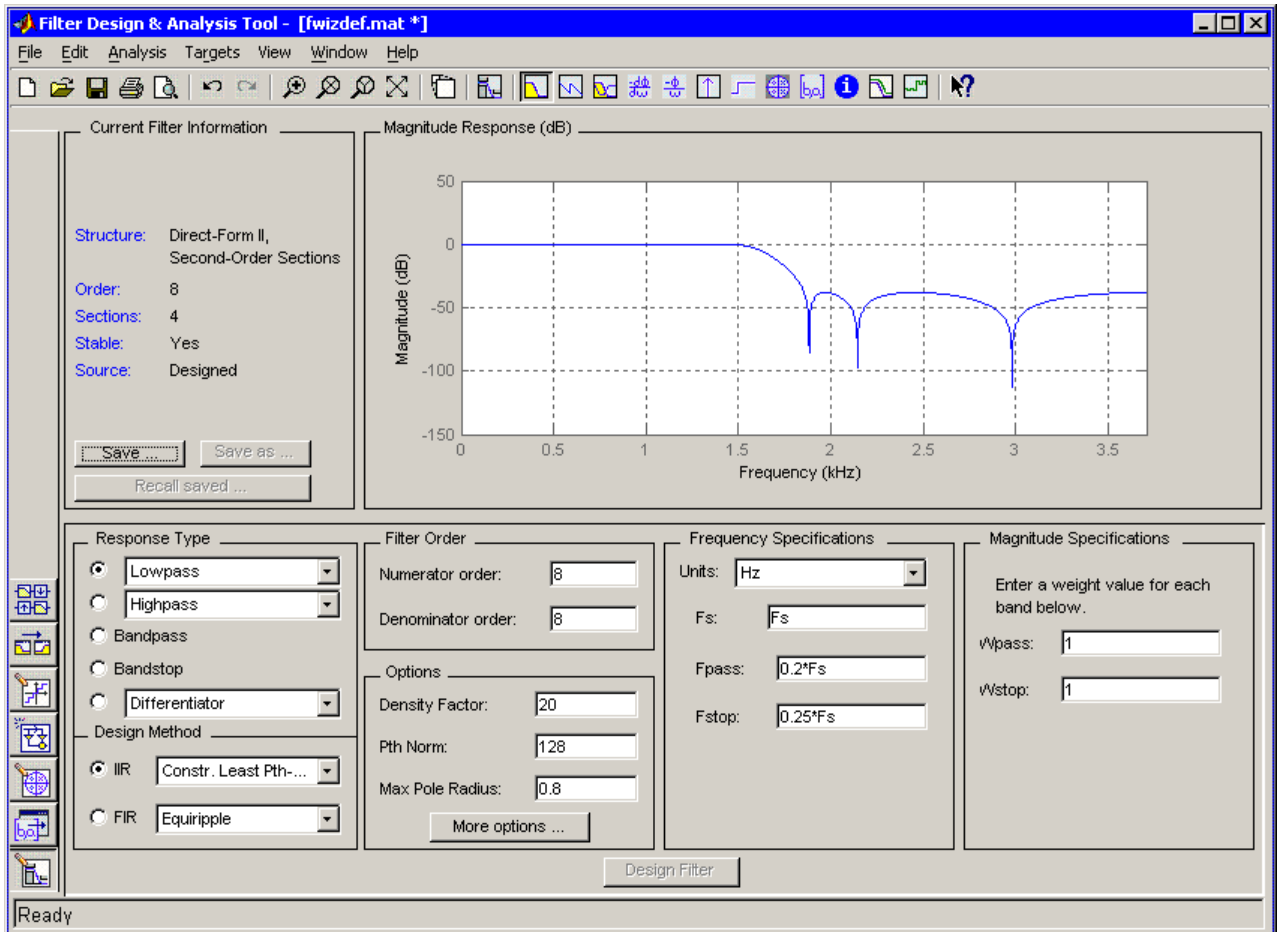 Filter Design & Analysis Tool - [fwizdef.mat *]
File Edit Analysis Targets View Window Help
Current Filter Information
Structure: Direct-Form II,
Second-Order Sections
Order: 8
Sections: 4
Stable: Yes
Source: Designed
Save ... Save as ...
Recall saved ...
Magnitude Response (dB)
50
0
-50
-100
-150
Magnitude (dB)
0 0.5 1 1.5 2 2.5 3 3.5
Frequency (kHz)
Response Type
Lowpass
Highpass
Bandpass
Bandstop
Differentiator
Design Method
IIR Constr. Least Pth-...
FIR Equiripple
Filter Order
Numerator order: 8
Denominator order: 8
Options
Density Factor: 20
Pth Norm: 128
Max Pole Radius: 0.8
More options ...
Frequency Specifications
Units: Hz
Fs: Fs
Fpass: 0.2*Fs
Fstop: 0.25*Fs
Magnitude Specifications
Enter a weight value for each
band below.
Wpass: 1
Wstop: 1
Design Filter
Ready